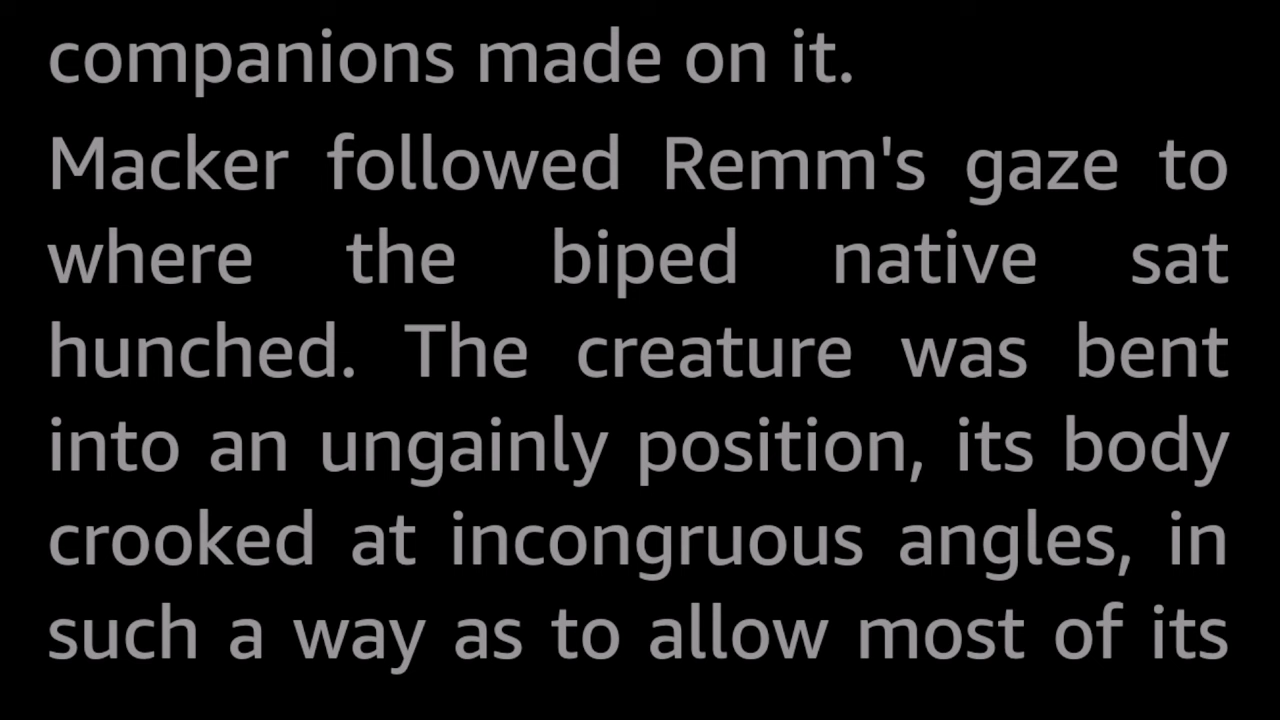 companions made on it.
Macker followed Remm's gaze to
where the biped native sat
hunched. The creature was bent
into an ungainly position, its body
crooked at incongruous angles, in
such a way as to allow most of its